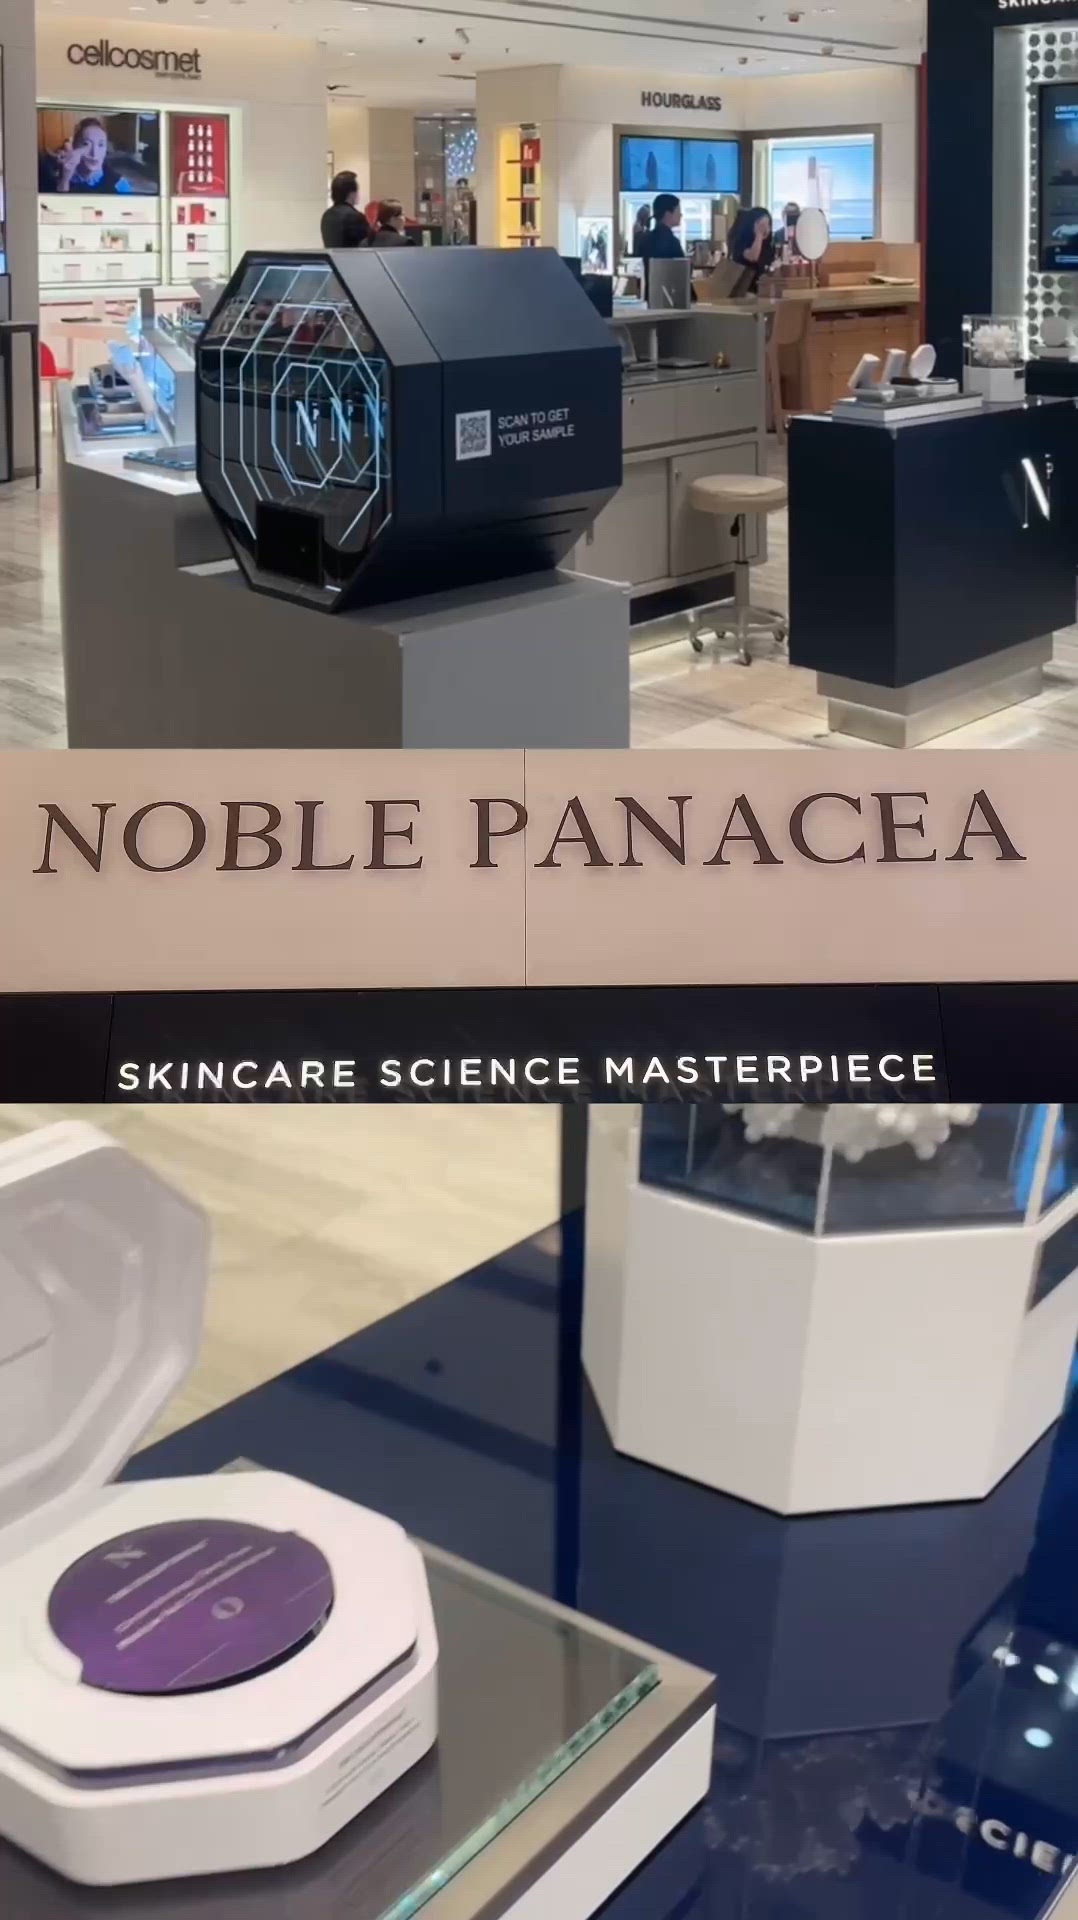 cellcosmet
HOURGLASS
SCAN TO GET
YOUR SAMPLE
N
NOBLE PANACEA
SKINCARE SCIENCE MASTERPIECE